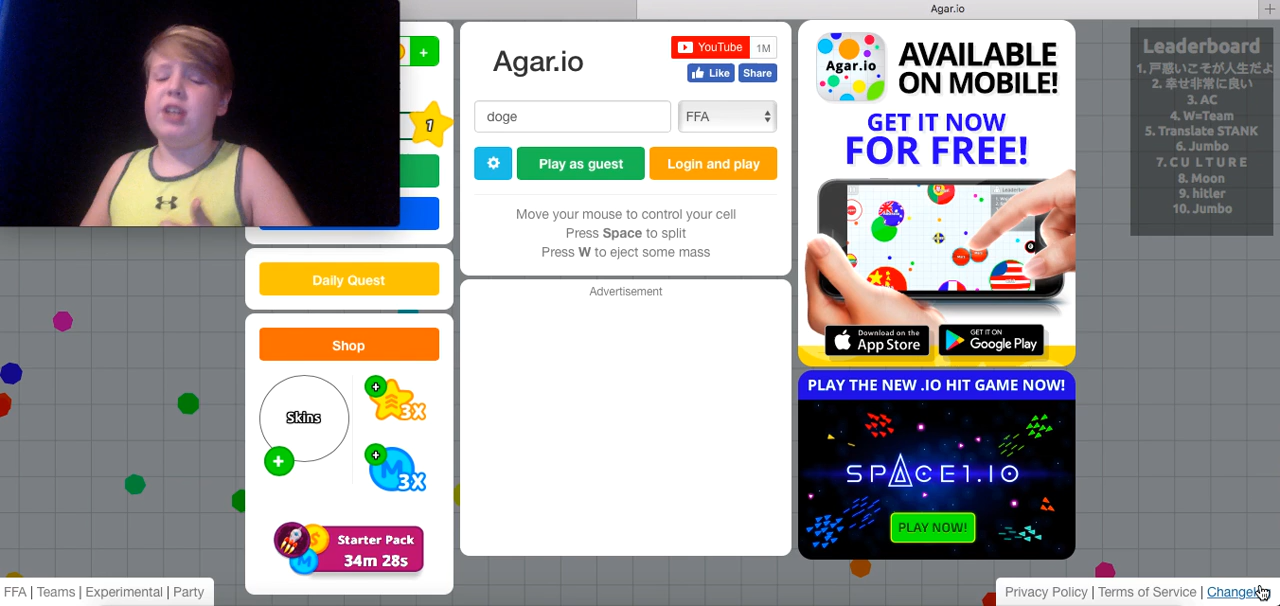 Agar.io
+
1
Daily Quest
Shop
Skins
3X
M
3X
Starter Pack
34m 28s
Agar.io
YouTube 1M
Like Share
doge
FFA
Play as guest
Login and play
Move your mouse to control your cell
Press Space to split
Press W to eject some mass
Advertisement
Agar.io
AVAILABLE
ON MOBILE!
GET IT NOW
FOR FREE!
Download on the
App Store
GET IT ON
Google Play
PLAY THE NEW .IO HIT GAME NOW!
SPACE1.IO
PLAY NOW!
Leaderboard
1. 戸惑いこそが人生だよ
2. 幸せ非常に良い
3. AC
4. W=Team
5. Translate STANK
6. Jumbo
7. C U L T U R E
8. Moon
9. hitler
10. Jumbo
FFA | Teams | Experimental | Party
Privacy Policy | Terms of Service |